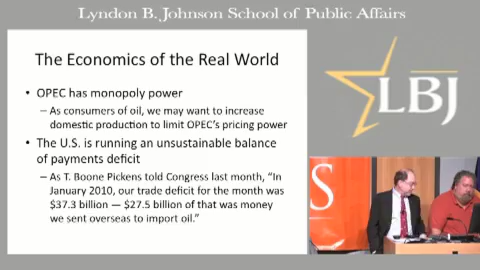 Lyndon B. Johnson School of Public Affairs
The Economics of the Real World
• OPEC has monopoly power
– As consumers of oil, we may want to increase
domestic production to limit OPEC's pricing power
• The U.S. is running an unsustainable balance
of payments deficit
– As T. Boone Pickens told Congress last month, "In
January 2010, our trade deficit for the month was
$37.3 billion — $27.5 billion of that was money
we sent overseas to import oil."
LBJ
S